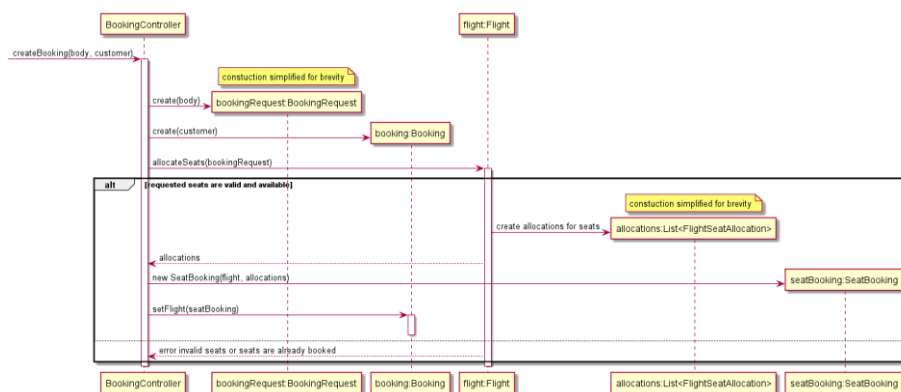 BookingController
flight:Flight
createBooking(body, customer)
constuction simplified for brevity
create(body)
bookingRequest:BookingRequest
create(customer)
booking:Booking
allocateSeats(bookingRequest)
alt
[requested seats are valid and available]
constuction simplified for brevity
create allocations for seats
allocations:List<FlightSeatAllocation>
allocations
new SeatBooking(flight, allocations)
seatBooking:SeatBooking
setFlight(seatBooking)
error invalid seats or seats are already booked
BookingController
bookingRequest:BookingRequest
booking:Booking
flight:Flight
allocations:List<FlightSeatAllocation>
seatBooking:SeatBooking